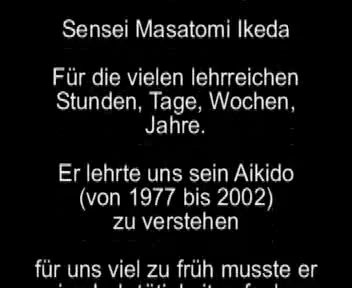 Sensei Masatomi Ikeda
Für die vielen lehrreichen
Stunden, Tage, Wochen,
Jahre.
Er lehrte uns sein Aikido
(von 1977 bis 2002)
zu verstehen
für uns viel zu früh musste er